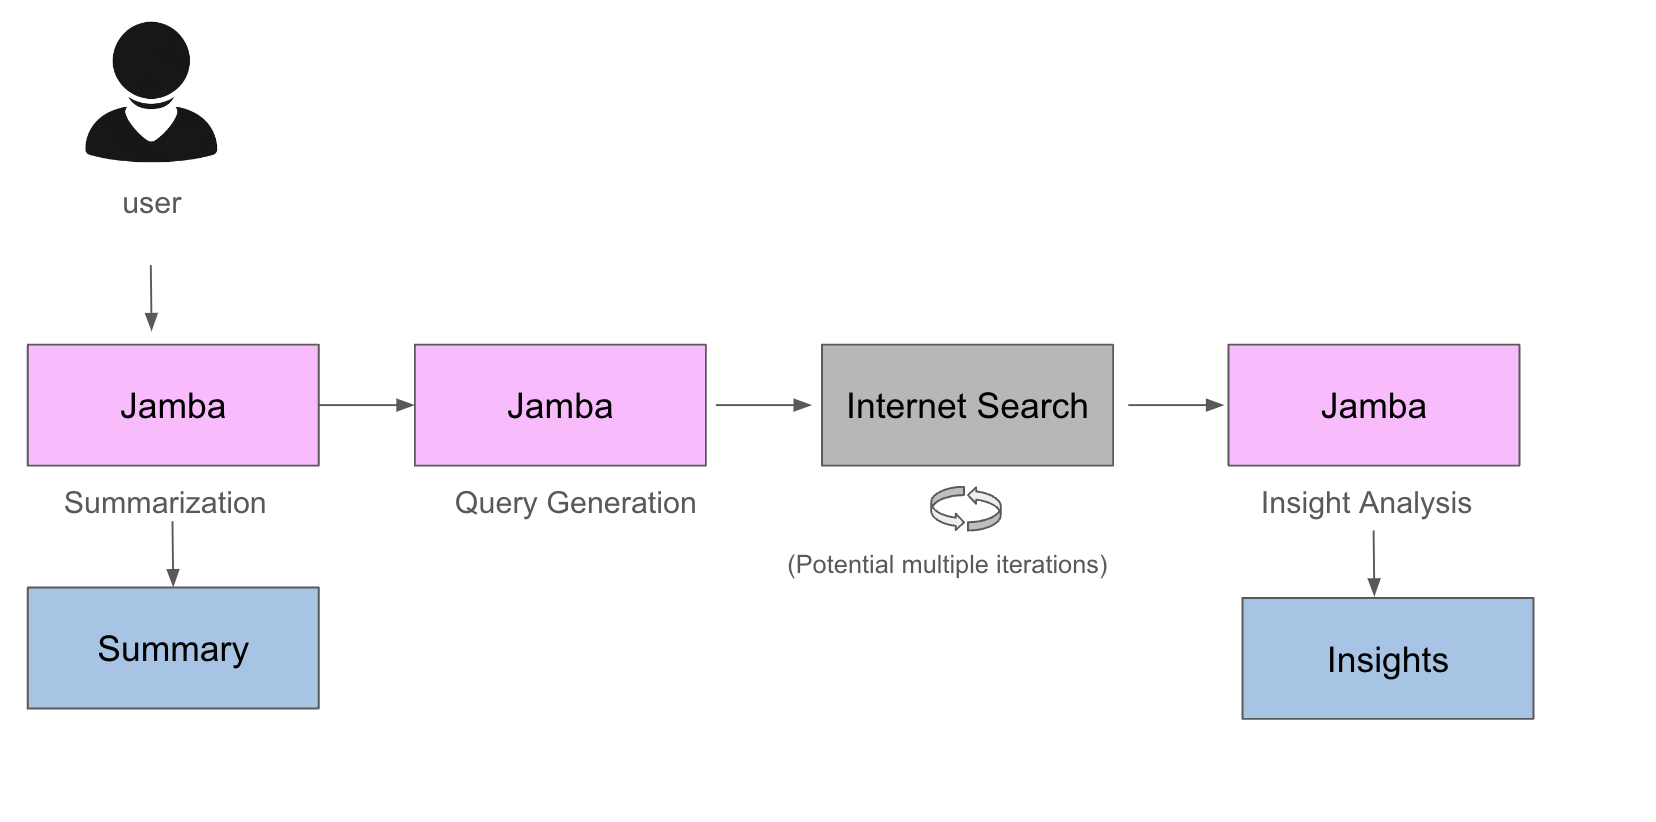 user
Jamba
Jamba
Internet Search
Jamba
Summarization
Query Generation
Insight Analysis
(Potential multiple iterations)
Summary
Insights